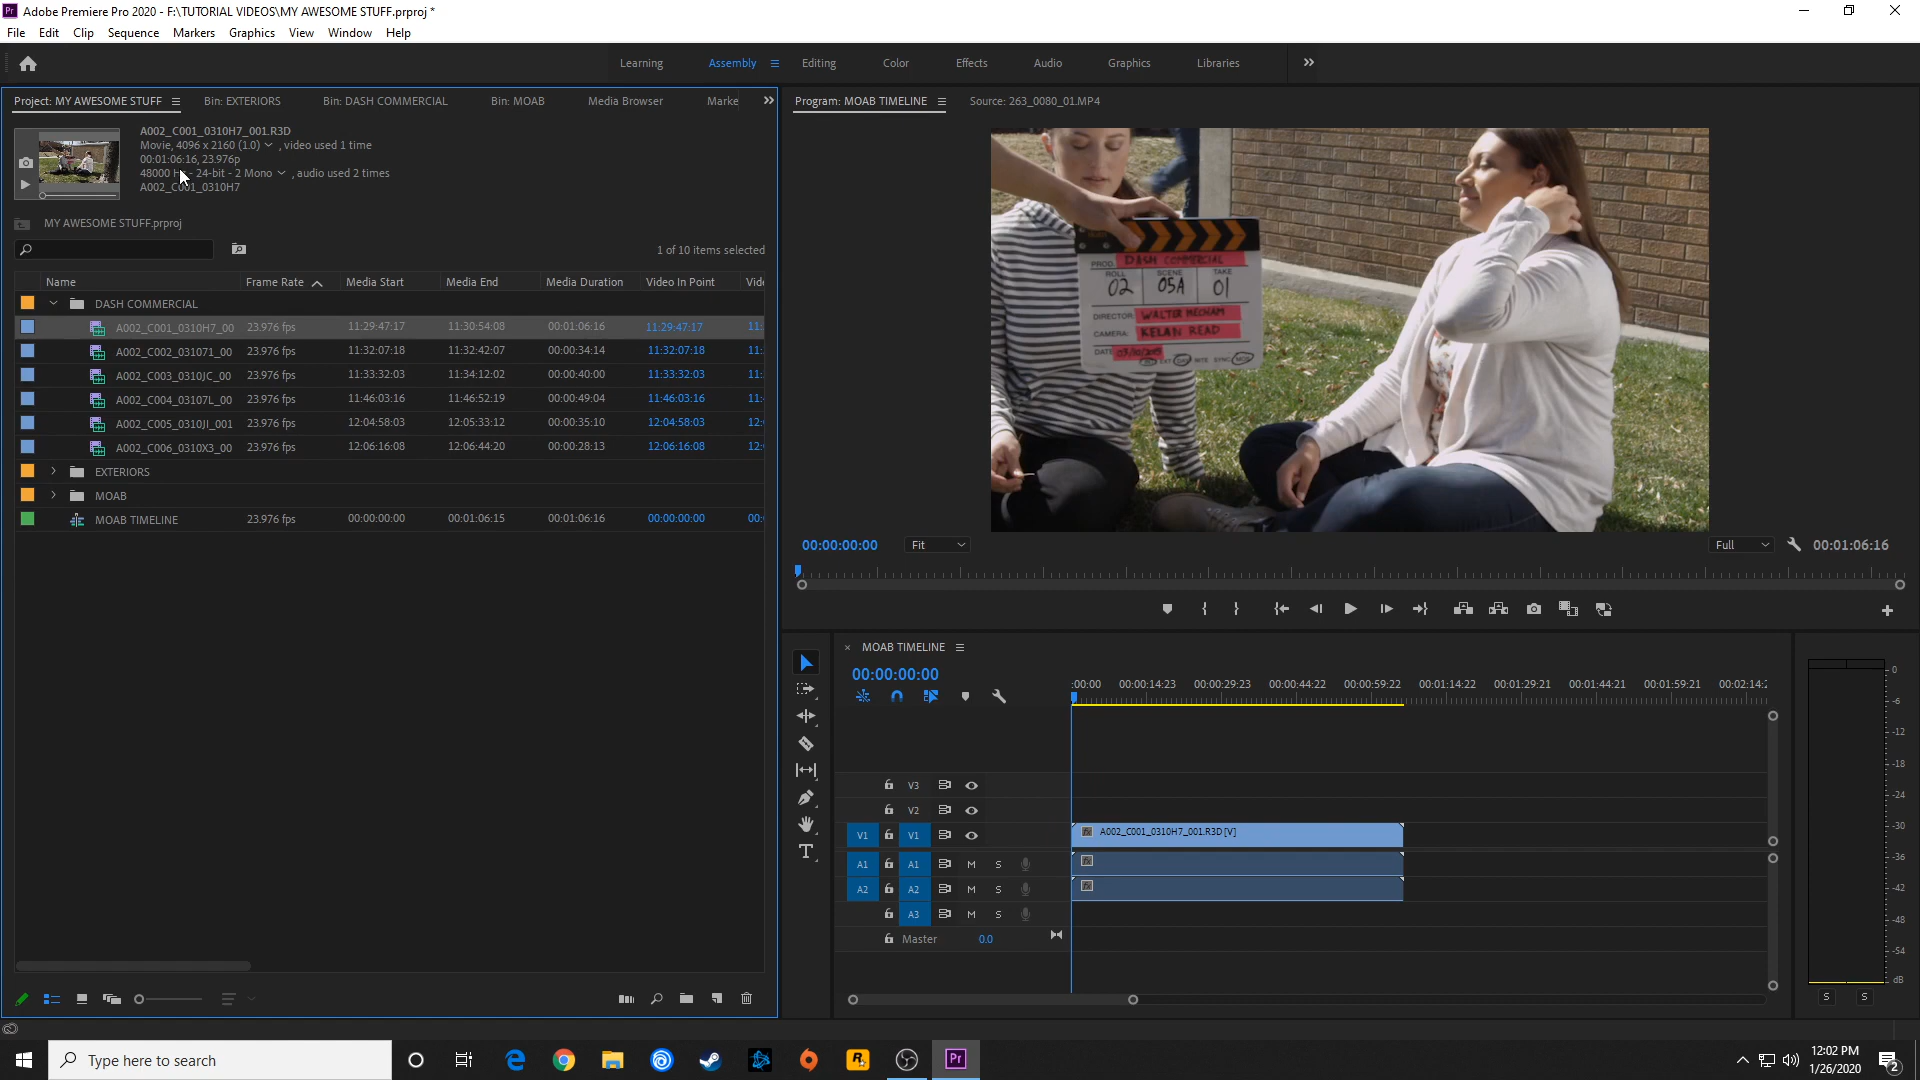 Adobe Premiere Pro 2020 - F:\TUTORIAL VIDEOS\MY AWESOME STUFF.prproj *
File Edit Clip Sequence Markers Graphics View Window Help
Learning Assembly Editing Color Effects Audio Graphics Libraries
Project: MY AWESOME STUFF Bin: EXTERIORS Bin: DASH COMMERCIAL Bin: MOAB Media Browser Marke
Program: MOAB TIMELINE Source: 263_0080_01.MP4
A002_C001_0310H7_001.R3D
Movie, 4096 x 2160 (1.0) , video used 1 time
00:01:06:16, 23.976p
48000 H - 24-bit - 2 Mono , audio used 2 times
A002_C001_0310H7
MY AWESOME STUFF.prproj
1 of 10 items selected
Name Frame Rate Media Start Media End Media Duration Video In Point Vide
DASH COMMERCIAL
A002_C001_0310H7_00 23.976 fps 11:29:47:17 11:30:54:08 00:01:06:16 11:29:47:17 11:
A002_C002_031071_00 23.976 fps 11:32:07:18 11:32:42:07 00:00:34:14 11:32:07:18 11:
A002_C003_0310JC_00 23.976 fps 11:33:32:03 11:34:12:02 00:00:40:00 11:33:32:03 11:
A002_C004_03107L_00 23.976 fps 11:46:03:16 11:46:52:19 00:00:49:04 11:46:03:16 11:
A002_C005_0310JI_001 23.976 fps 12:04:58:03 12:05:33:12 00:00:35:10 12:04:58:03 12:
A002_C006_0310X3_00 23.976 fps 12:06:16:08 12:06:44:20 00:00:28:13 12:06:16:08 12:
EXTERIORS
MOAB
MOAB TIMELINE 23.976 fps 00:00:00:00 00:01:06:15 00:01:06:16 00:00:00:00 00:
PROD. DASH COMMERCIAL
ROLL SCENE TAKE
02 05A 01
DIRECTOR: WALTER MECHAM
CAMERA: KELAN READ
DATE
00:00:00:00 Fit Full 00:01:06:16
MOAB TIMELINE
00:00:00:00
:00:00 00:00:14:23 00:00:29:23 00:00:44:22 00:00:59:22 00:01:14:22 00:01:29:21 00:01:44:21 00:01:59:21 00:02:14:2
V3
V2
V1 V1 A002_C001_0310H7_001.R3D [V]
A1 A1 M S
A2 A2 M S
A3 M S
Master 0.0
0
-6
-12
-18
-24
-30
-36
-42
-48
-54
dB
S S
Type here to search
Pr
12:02 PM
1/26/2020
2